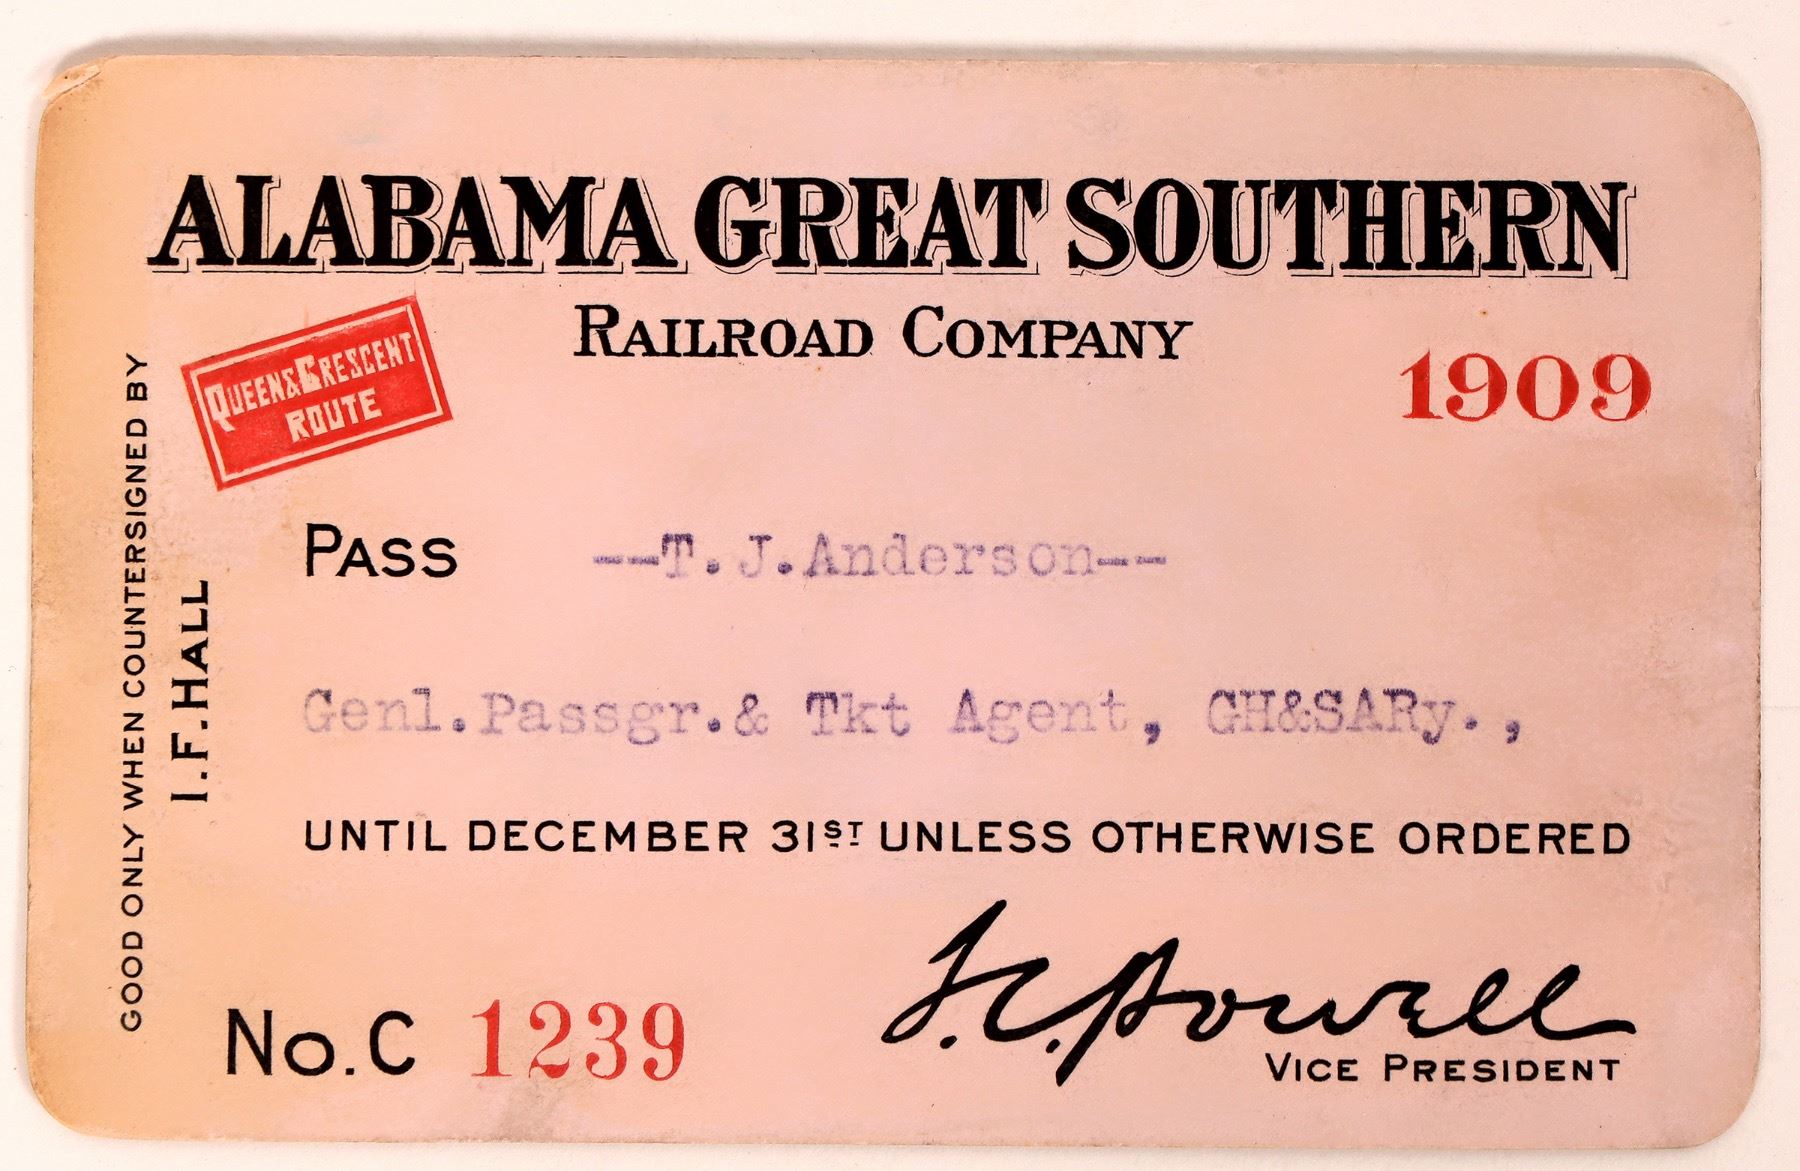 ALABAMA GREAT SOUTHERN
RAILROAD COMPANY
QUEEN & CRESCENT
ROUTE
1909
GOOD ONLY WHEN COUNTERSIGNED BY
I.F.HALL
PASS --T.J.Anderson--
Genl.Passgr.& Tkt Agent, GH&SARy.,
UNTIL DECEMBER 31ST UNLESS OTHERWISE ORDERED
No.C 1239
J.C.Powell
VICE PRESIDENT